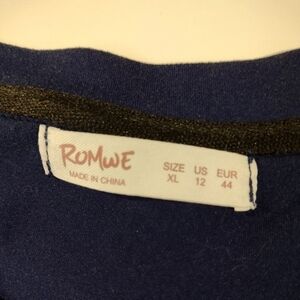 ROMWE
MADE IN CHINA
SIZE US EUR
XL 12 44